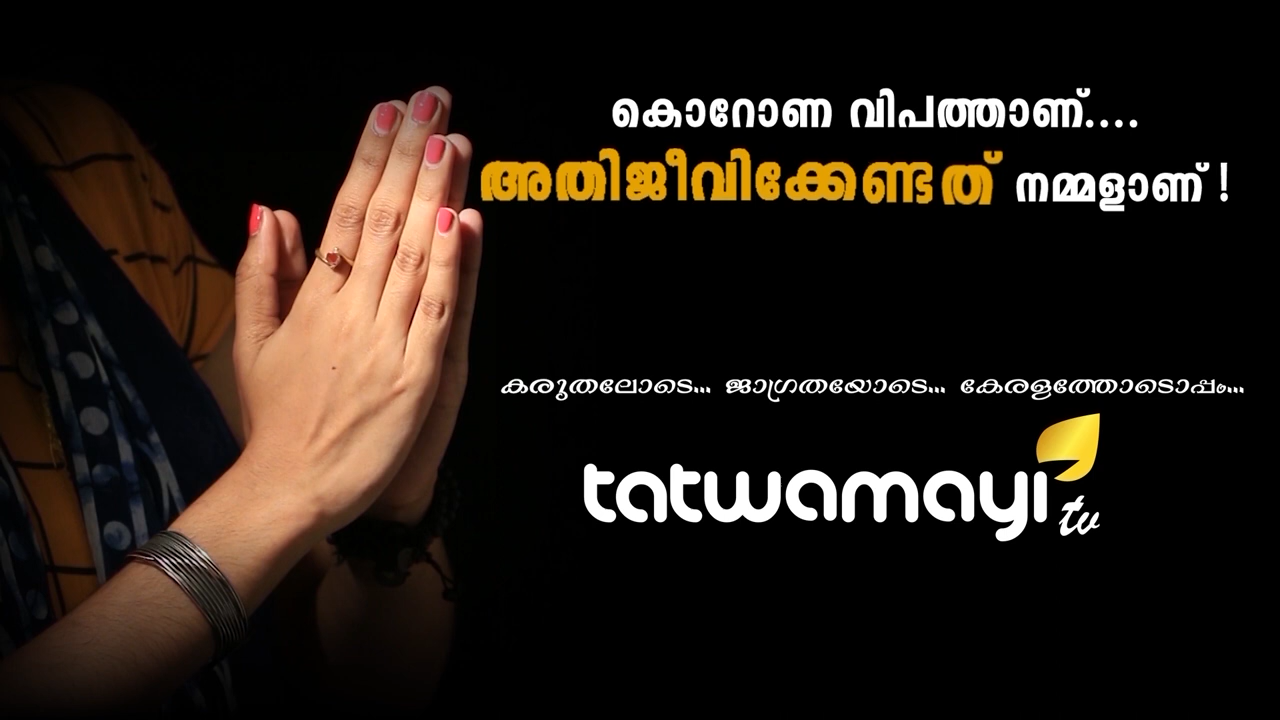 കൊറോണ വിപത്താണ്....
അതിജീവിക്കേണ്ടത് നമ്മളാണ് !
കരുതലോടെ... ജാഗ്രതയോടെ... കേരളത്തോടൊപ്പം...
tatwamayi
tv